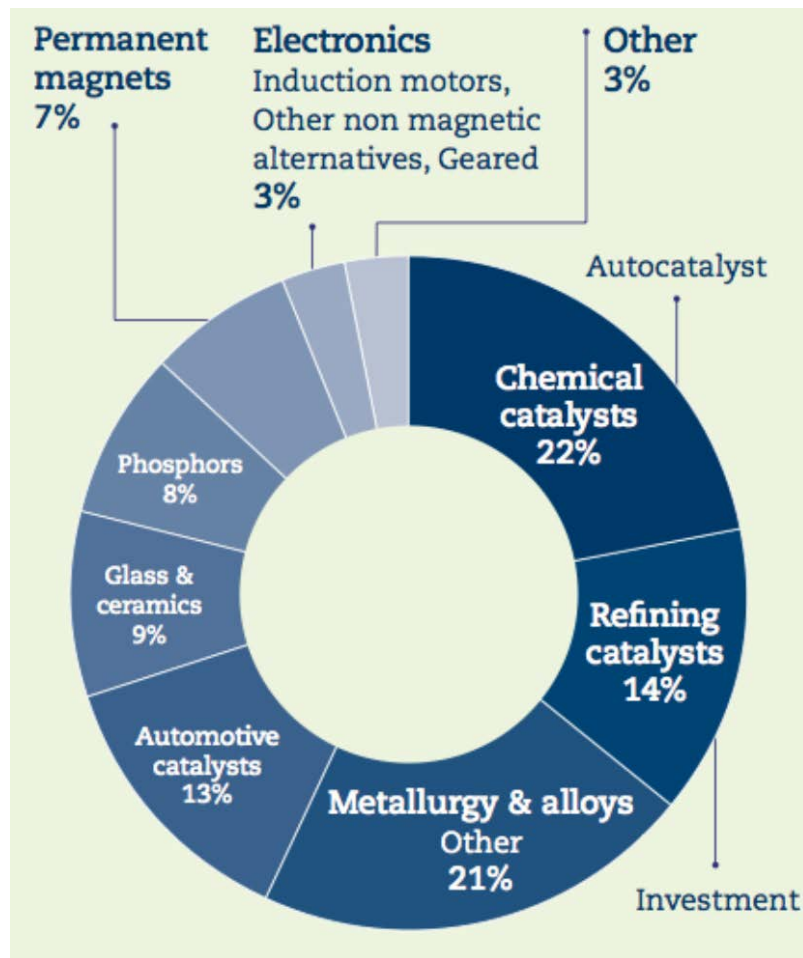 Permanent
magnets
7%
Electronics
Induction motors,
Other non magnetic
alternatives, Geared
3%
Other
3%
Autocatalyst
Chemical
catalysts
22%
Refining
catalysts
14%
Investment
Metallurgy & alloys
Other
21%
Automotive
catalysts
13%
Glass &
ceramics
9%
Phosphors
8%